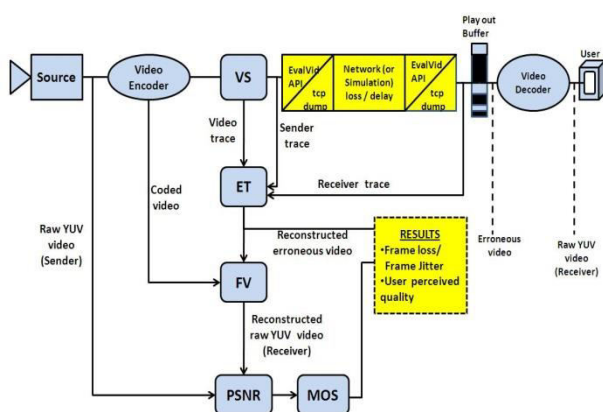 Source
Video
Encoder
VS
EvalVid
API
tcp
dump
Network (or
Simulation)
loss / delay
EvalVid
API
tcp
dump
Play out
Buffer
Video
Decoder
User
Video
trace
Sender
trace
ET
Receiver trace
Coded
video
Raw YUV
video
(Sender)
Reconstructed
erroneous video
RESULTS
•Frame loss/
Frame Jitter
•User perceived
quality
Erroneous
video
Raw YUV
video
(Receiver)
FV
Reconstructed
raw YUV video
(Receiver)
PSNR
MOS